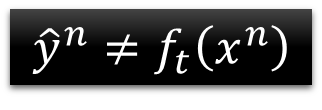 ŷⁿ ≠ fₜ(xⁿ)